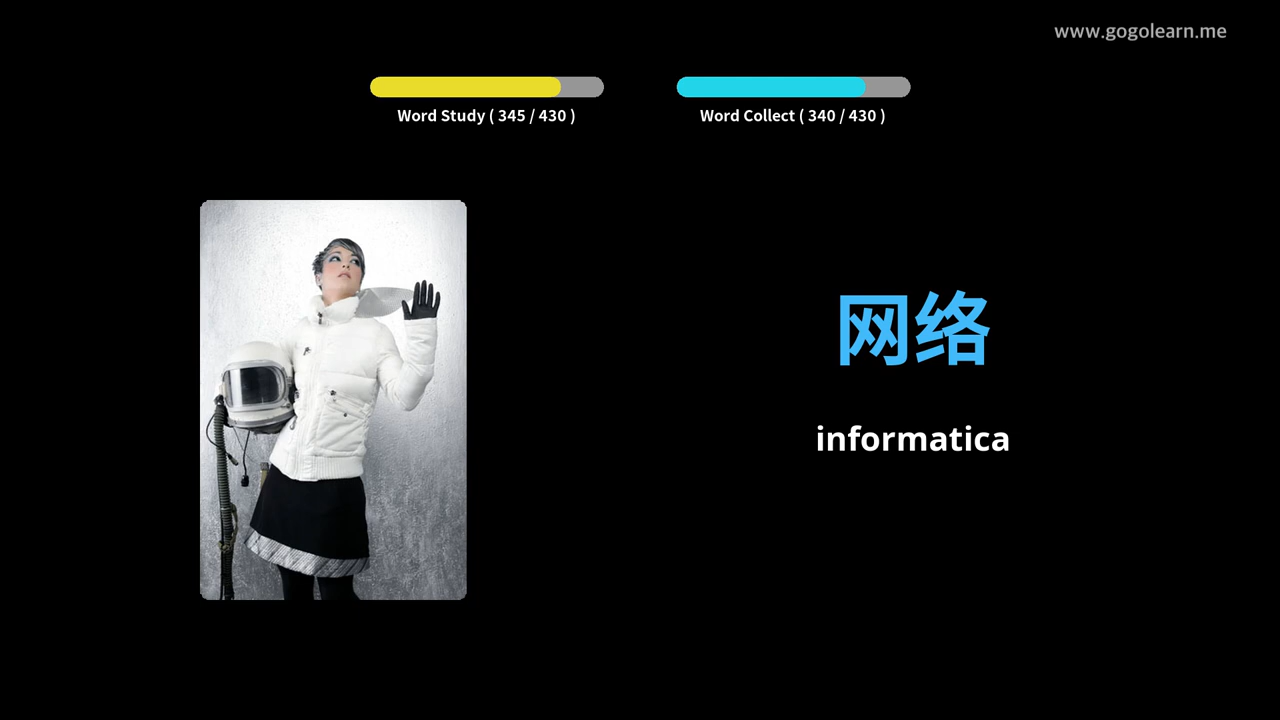 www.gogolearn.me
Word Study ( 345 / 430 )
Word Collect ( 340 / 430 )
网络
informatica